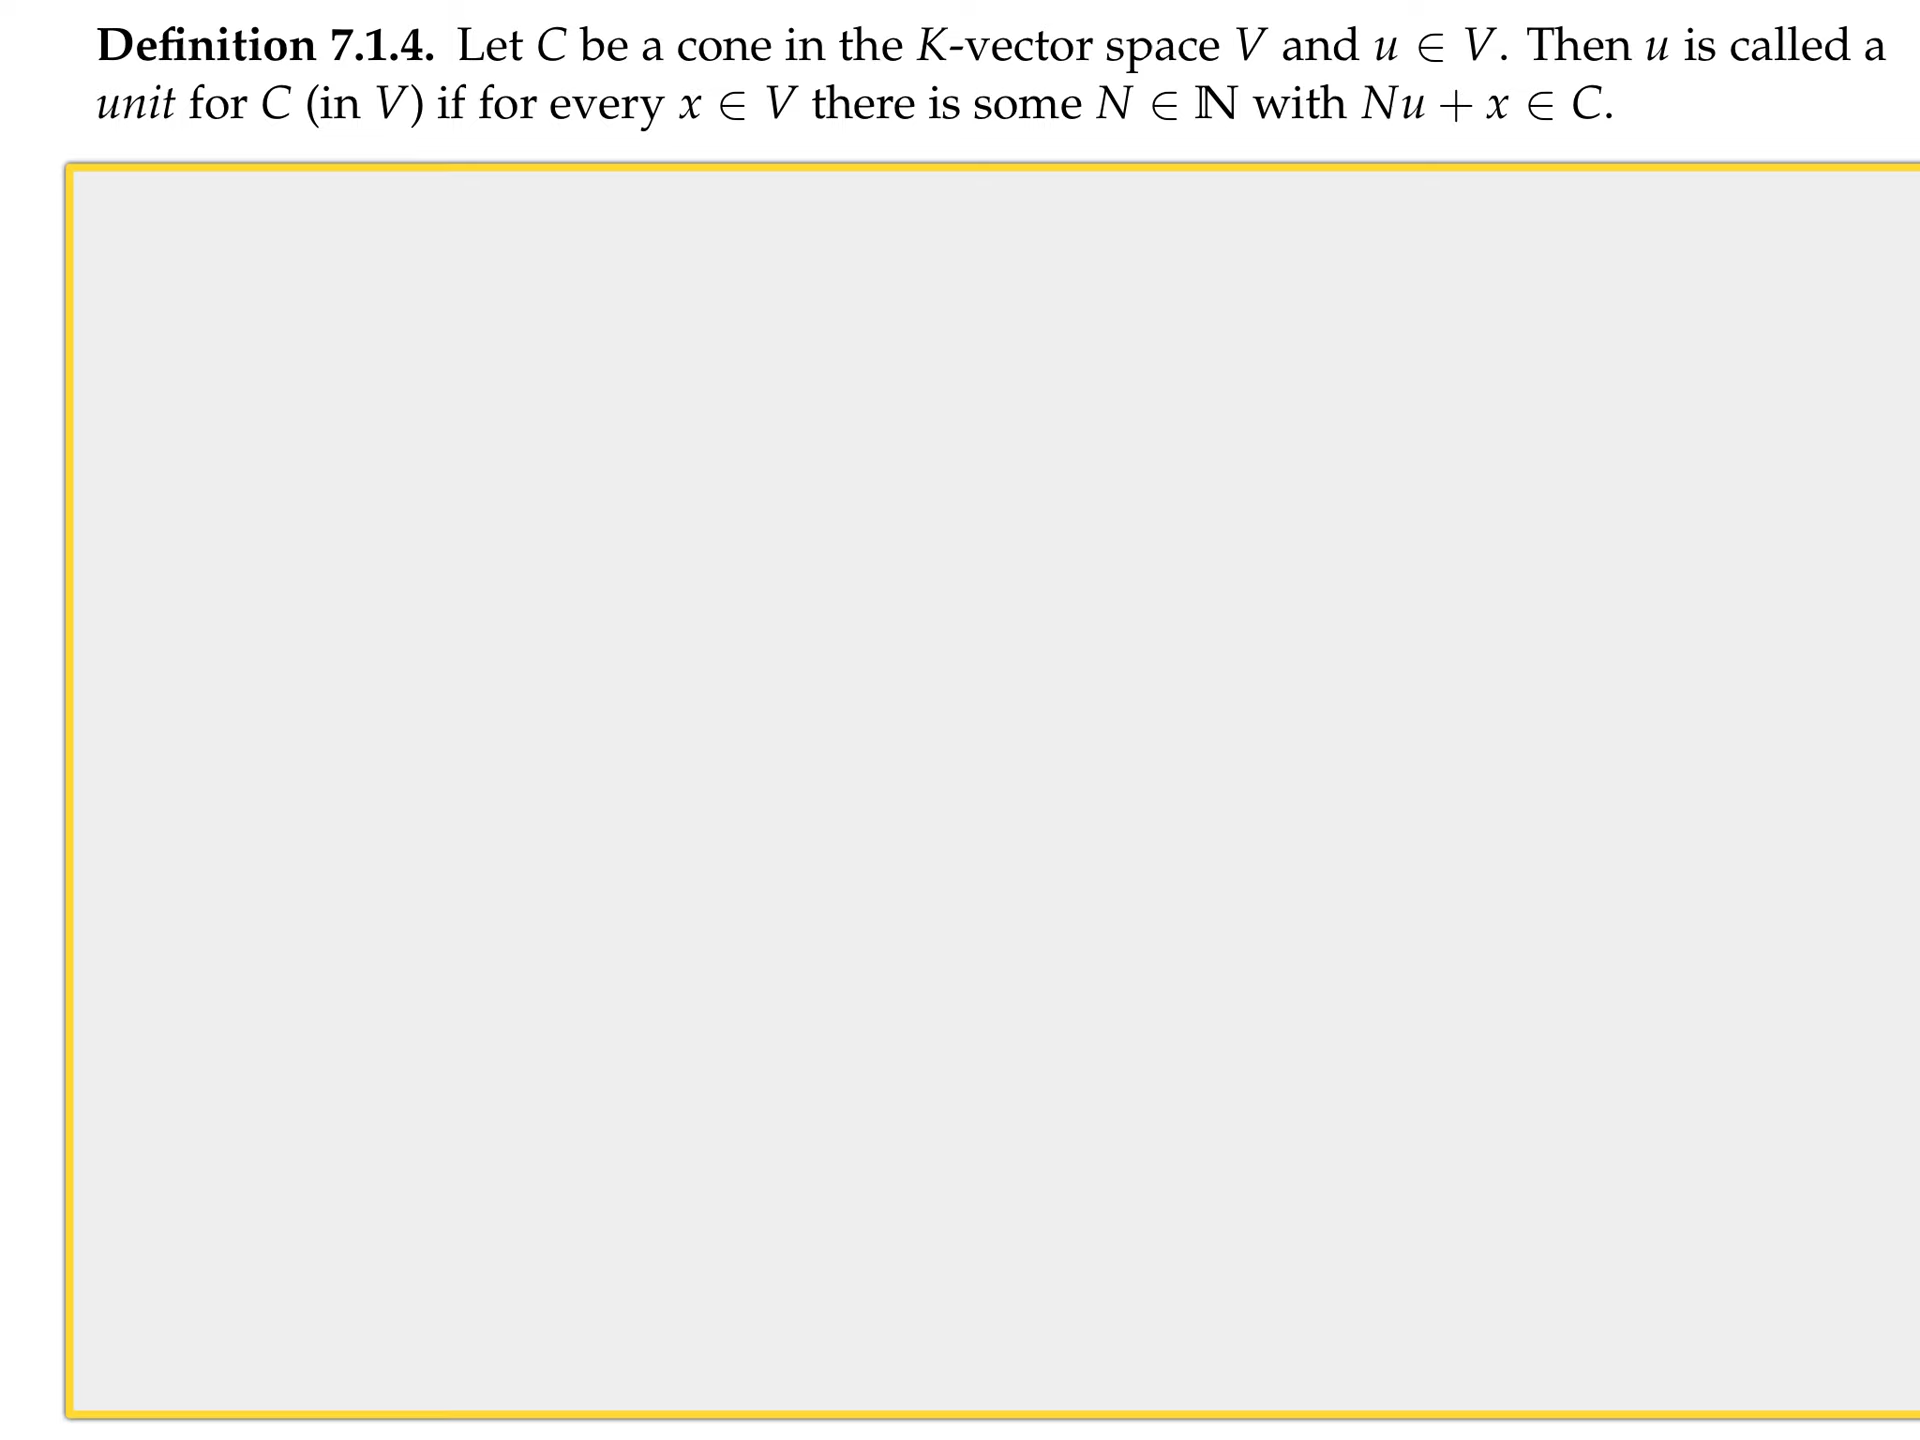 Definition 7.1.4. Let C be a cone in the K-vector space V and u ∈ V. Then u is called a
unit for C (in V) if for every x ∈ V there is some N ∈ ℕ with Nu + x ∈ C.